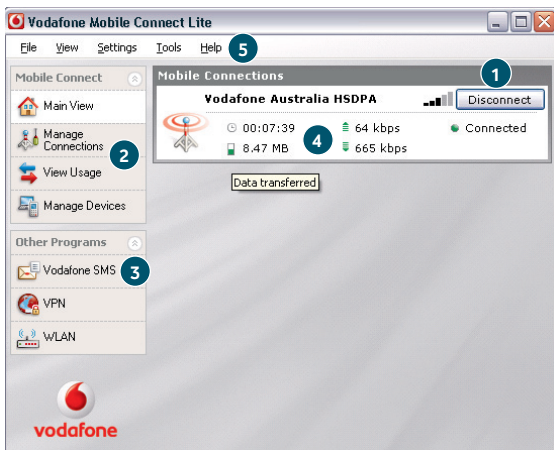 Vodafone Mobile Connect Lite
File View Settings Tools Help 5
Mobile Connect
Main View
Manage
Connections
2
View Usage
Manage Devices
Other Programs
Vodafone SMS 3
VPN
WLAN
vodafone
Mobile Connections
1
Vodafone Australia HSDPA Disconnect
00:07:39 64 kbps Connected
8.47 MB 4 665 kbps
Data transferred